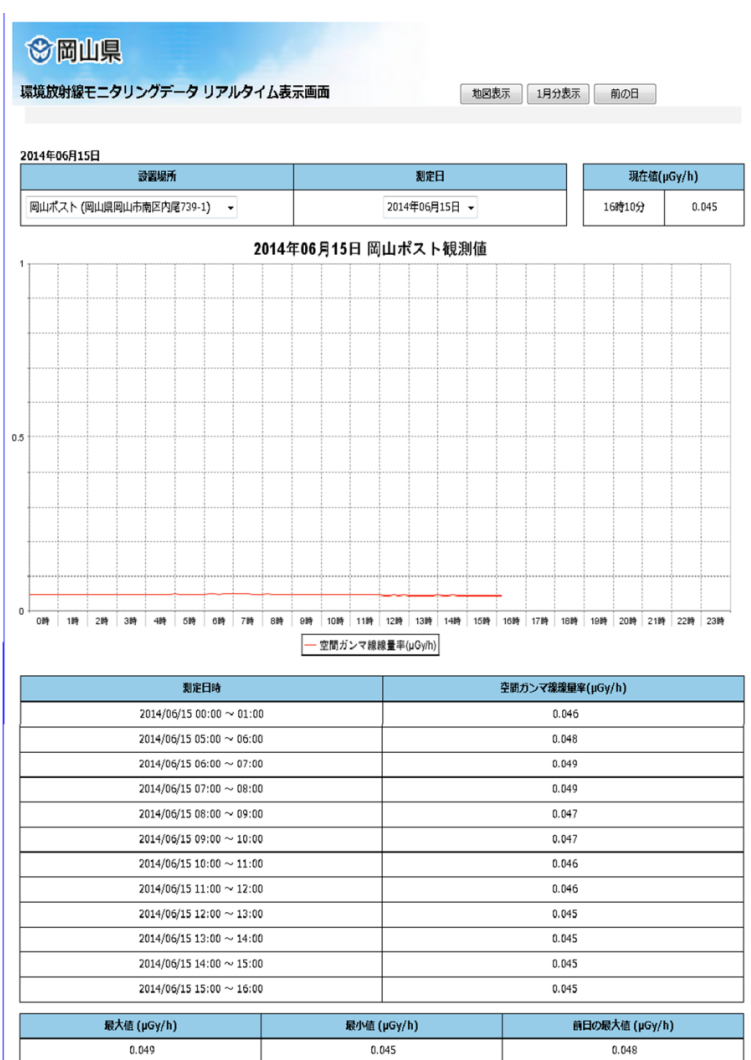 岡山県
環境放射線モニタリングデータ リアルタイム表示画面
地図表示 1月分表示 前の日
2014年06月15日
設置場所 測定日 現在値(μGy/h)
岡山ポスト (岡山県岡山市南区内尾739-1) 2014年06月15日 16時10分 0.045
2014年06月15日 岡山ポスト観測値
1
0.5
0
0時 1時 2時 3時 4時 5時 6時 7時 8時 9時 10時 11時 12時 13時 14時 15時 16時 17時 18時 19時 20時 21時 22時 23時
空間ガンマ線線量率(μGy/h)
測定日時 空間ガンマ線線量率(μGy/h)
2014/06/15 00:00 ～ 01:00 0.046
2014/06/15 05:00 ～ 06:00 0.048
2014/06/15 06:00 ～ 07:00 0.049
2014/06/15 07:00 ～ 08:00 0.049
2014/06/15 08:00 ～ 09:00 0.047
2014/06/15 09:00 ～ 10:00 0.047
2014/06/15 10:00 ～ 11:00 0.046
2014/06/15 11:00 ～ 12:00 0.046
2014/06/15 12:00 ～ 13:00 0.045
2014/06/15 13:00 ～ 14:00 0.045
2014/06/15 14:00 ～ 15:00 0.045
2014/06/15 15:00 ～ 16:00 0.045
最大値 (μGy/h) 最小値 (μGy/h) 前日の最大値 (μGy/h)
0.049 0.045 0.048